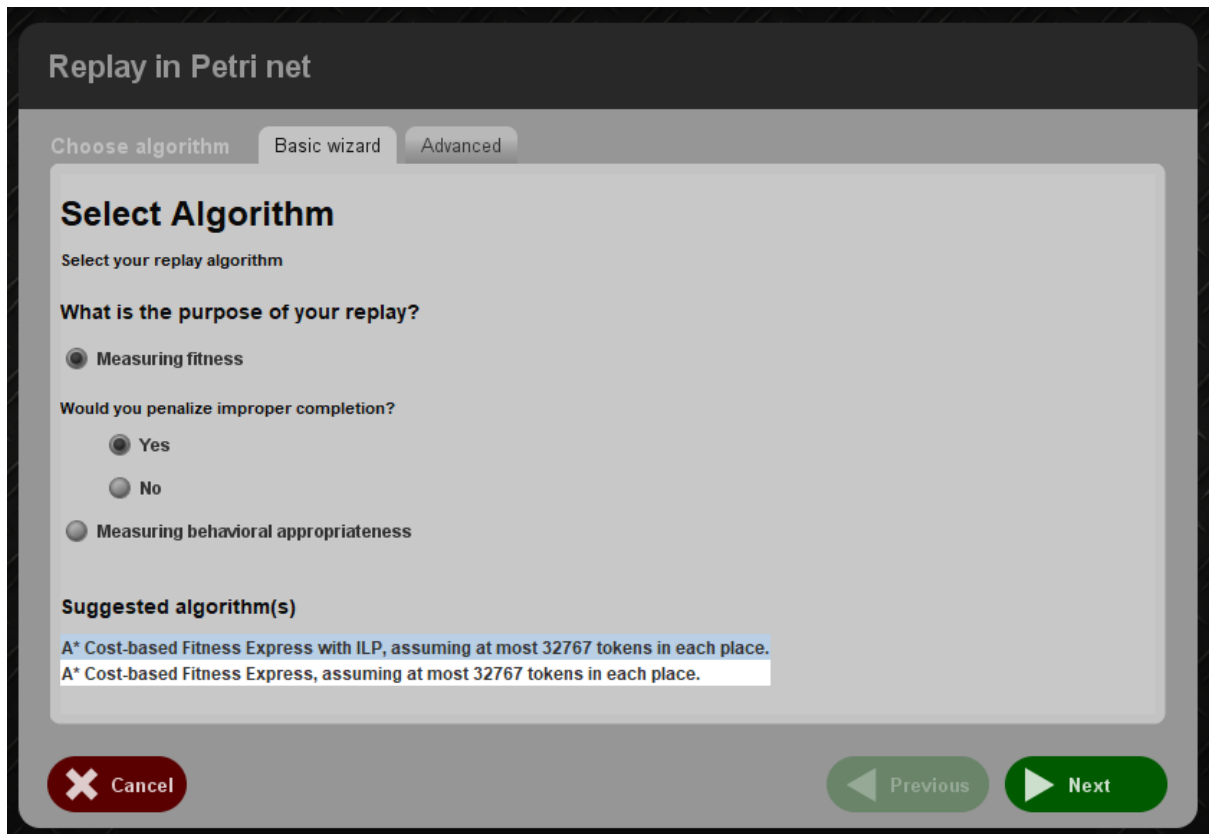 Replay in Petri net
Choose algorithm Basic wizard Advanced
Select Algorithm
Select your replay algorithm
What is the purpose of your replay?
Measuring fitness
Would you penalize improper completion?
Yes
No
Measuring behavioral appropriateness
Suggested algorithm(s)
A* Cost-based Fitness Express with ILP, assuming at most 32767 tokens in each place.
A* Cost-based Fitness Express, assuming at most 32767 tokens in each place.
Cancel Previous Next